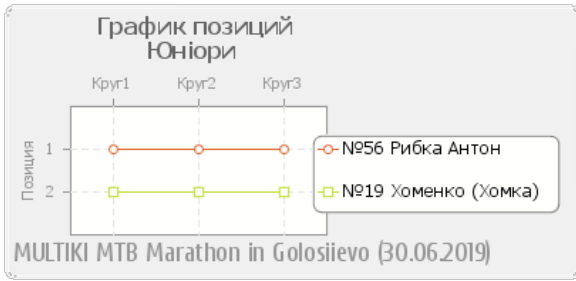 График позиций
Юніори
Круг1 Круг2 Круг3
Позиция
1
2
№56 Рибка Антон
№19 Хоменко (Хомка)
MULTIKI MTB Marathon in Golosiievo (30.06.2019)